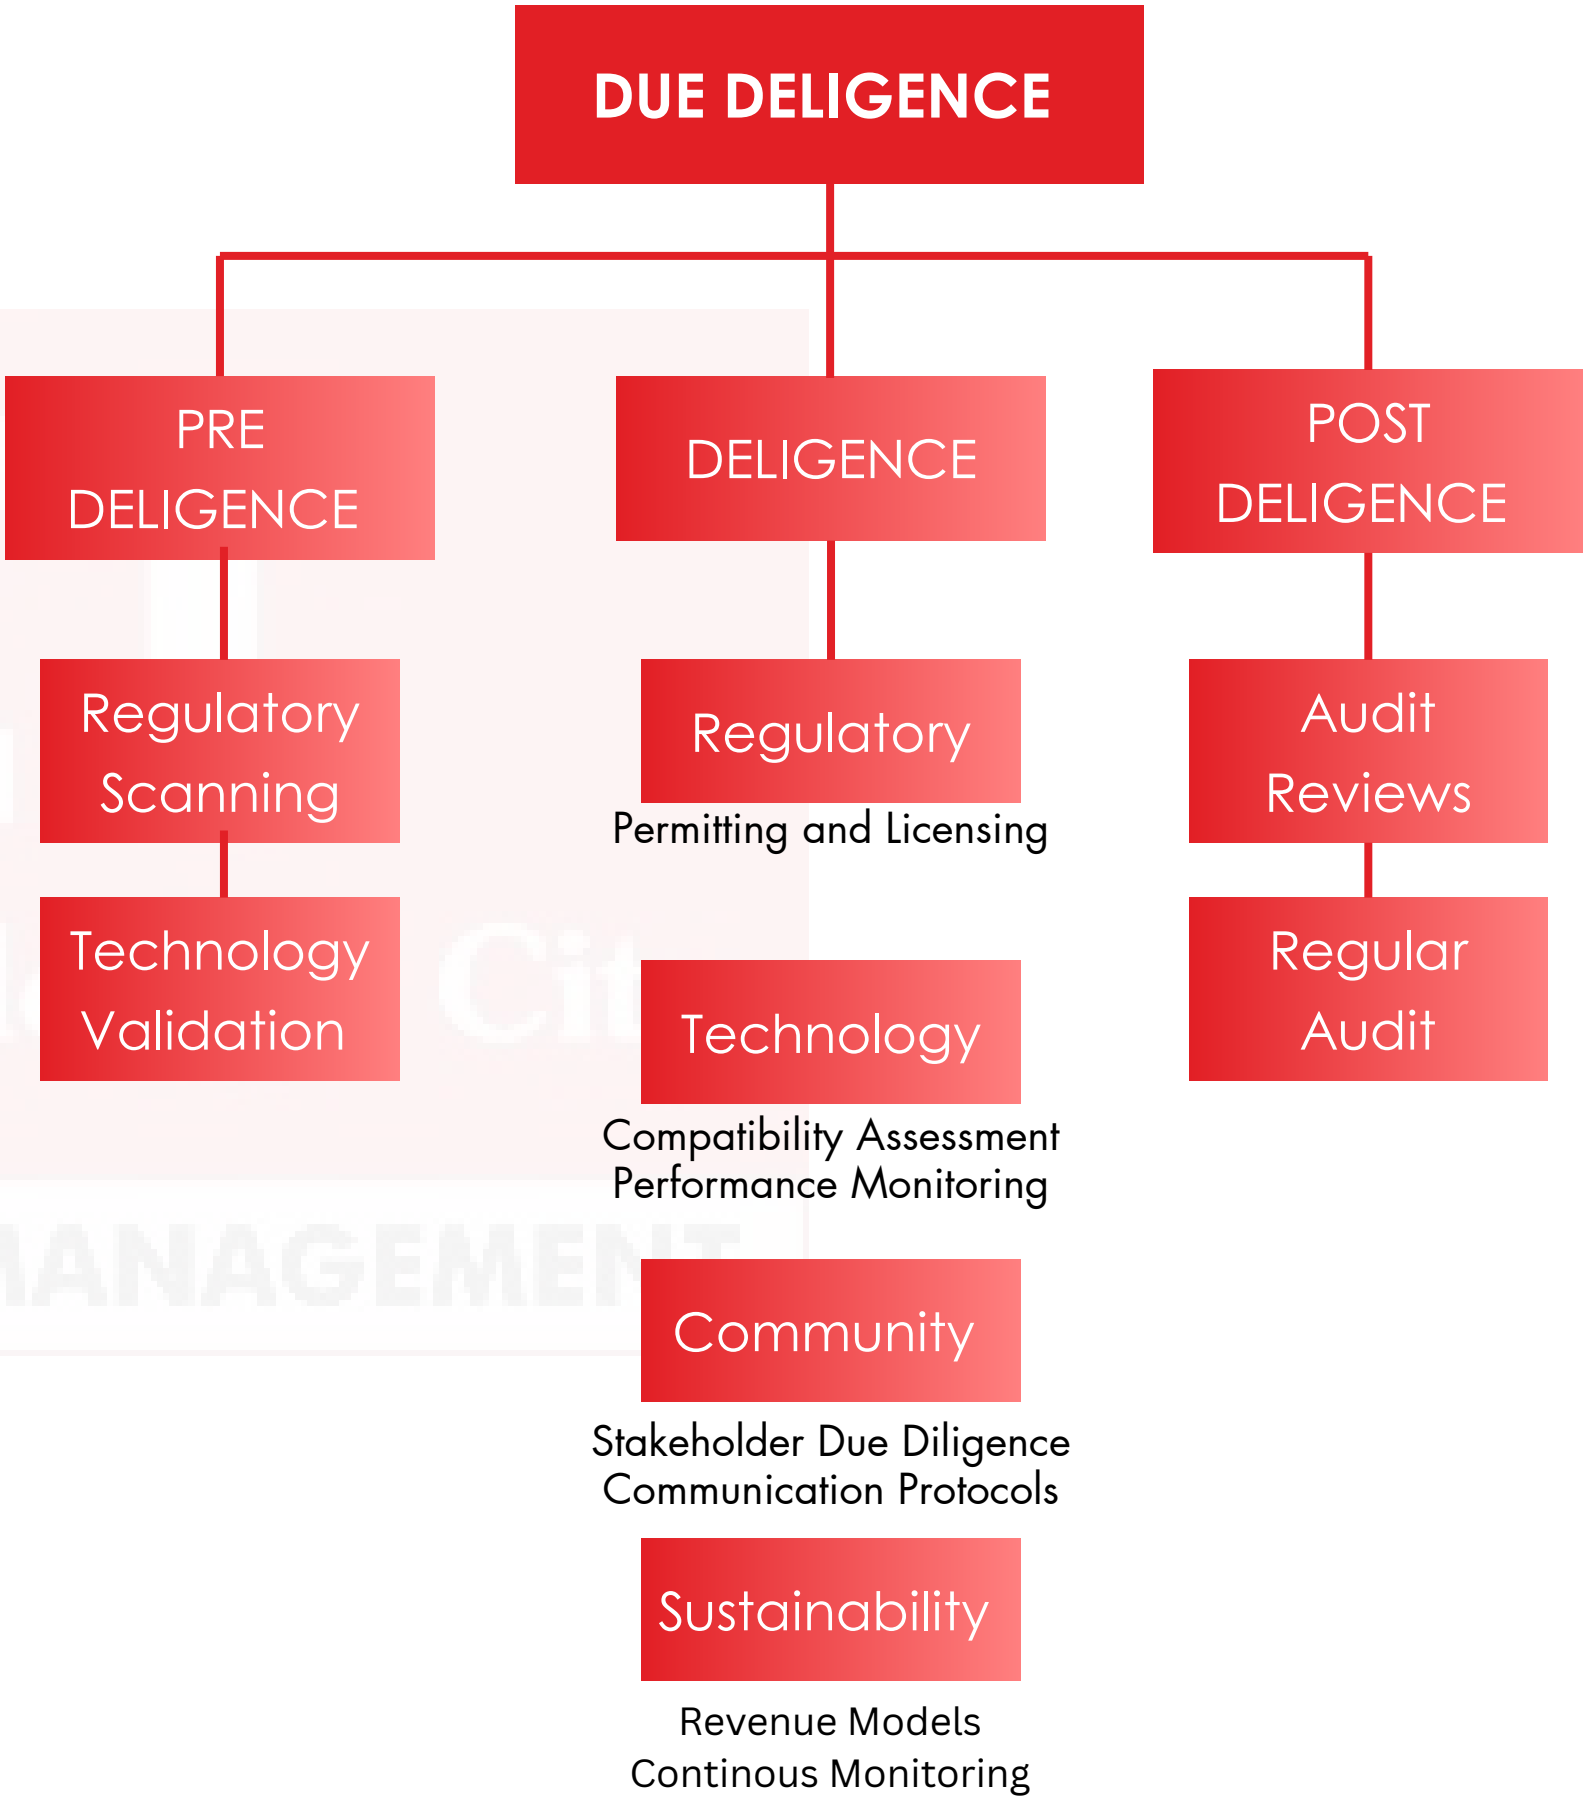 DUE DELIGENCE
PRE
DELIGENCE
Regulatory
Scanning
Technology
Validation
DELIGENCE
Regulatory
Permitting and Licensing
Technology
Compatibility Assessment
Performance Monitoring
Community
Stakeholder Due Diligence
Communication Protocols
Sustainability
Revenue Models
Continous Monitoring
POST
DELIGENCE
Audit
Reviews
Regular
Audit
MANAGEMENT